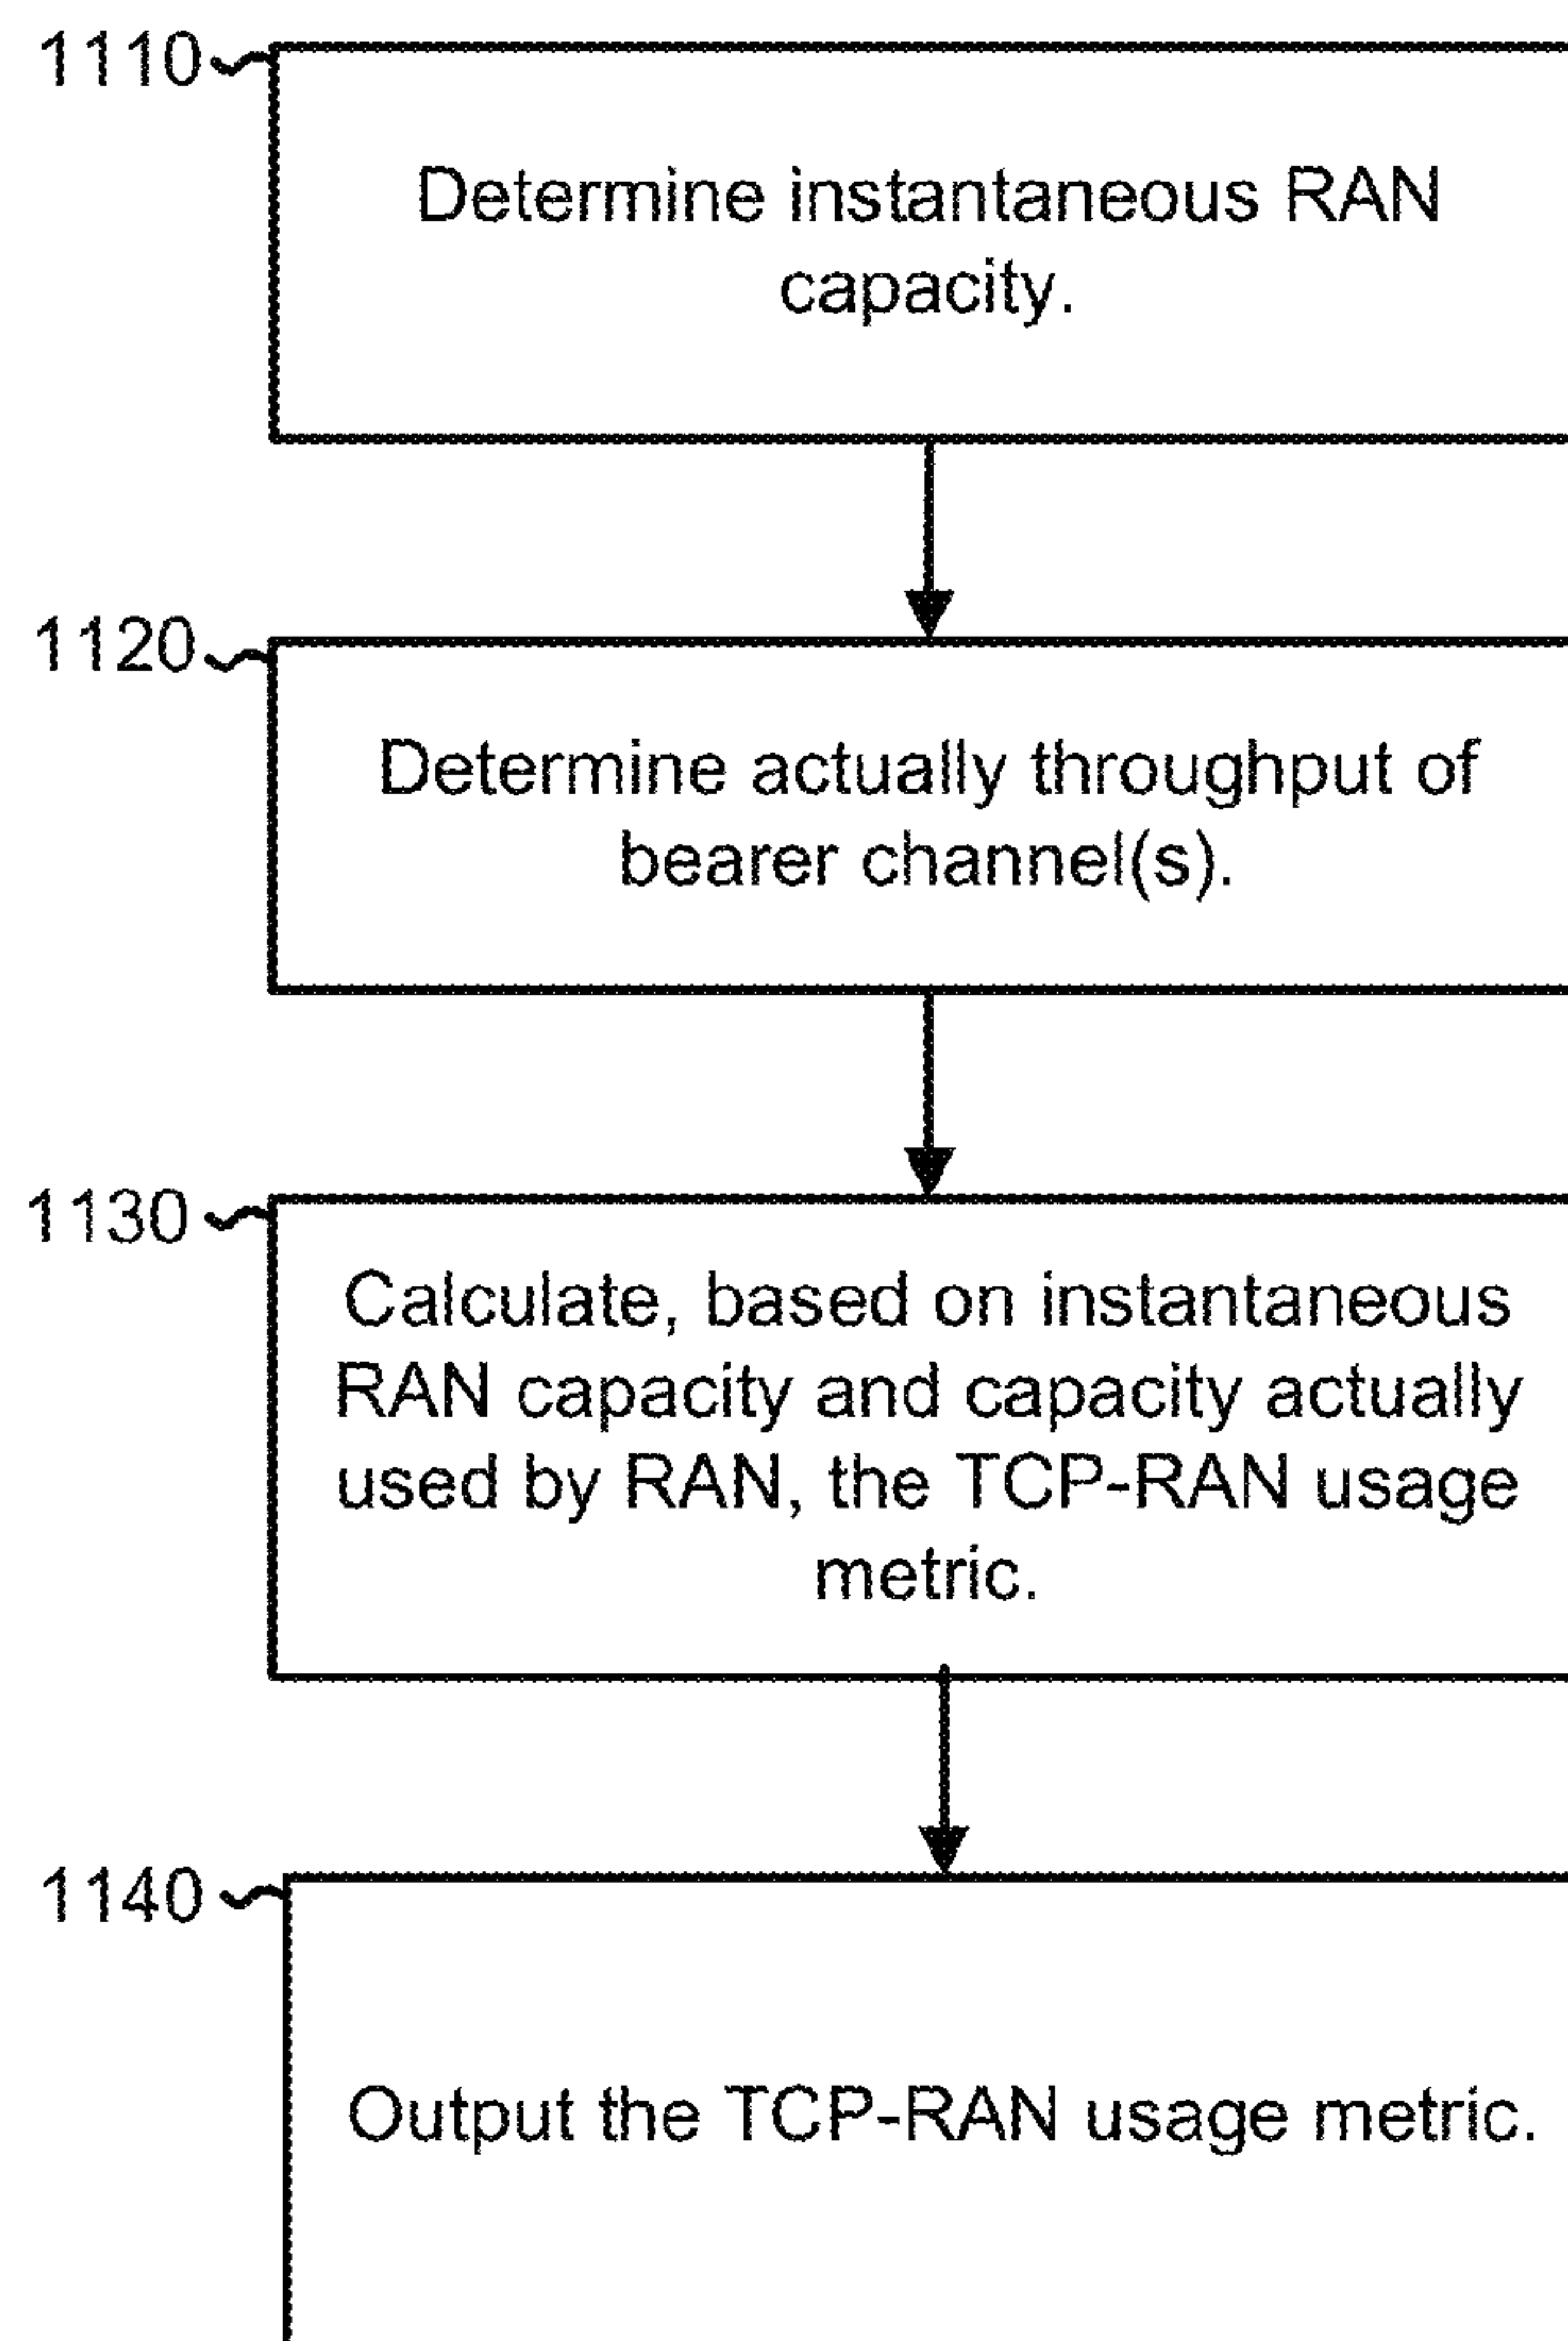 1110
Determine instantaneous RAN
capacity.
1120
Determine actually throughput of
bearer channel(s).
1130
Calculate, based on instantaneous
RAN capacity and capacity actually
used by RAN, the TCP-RAN usage
metric.
1140
Output the TCP-RAN usage metric.